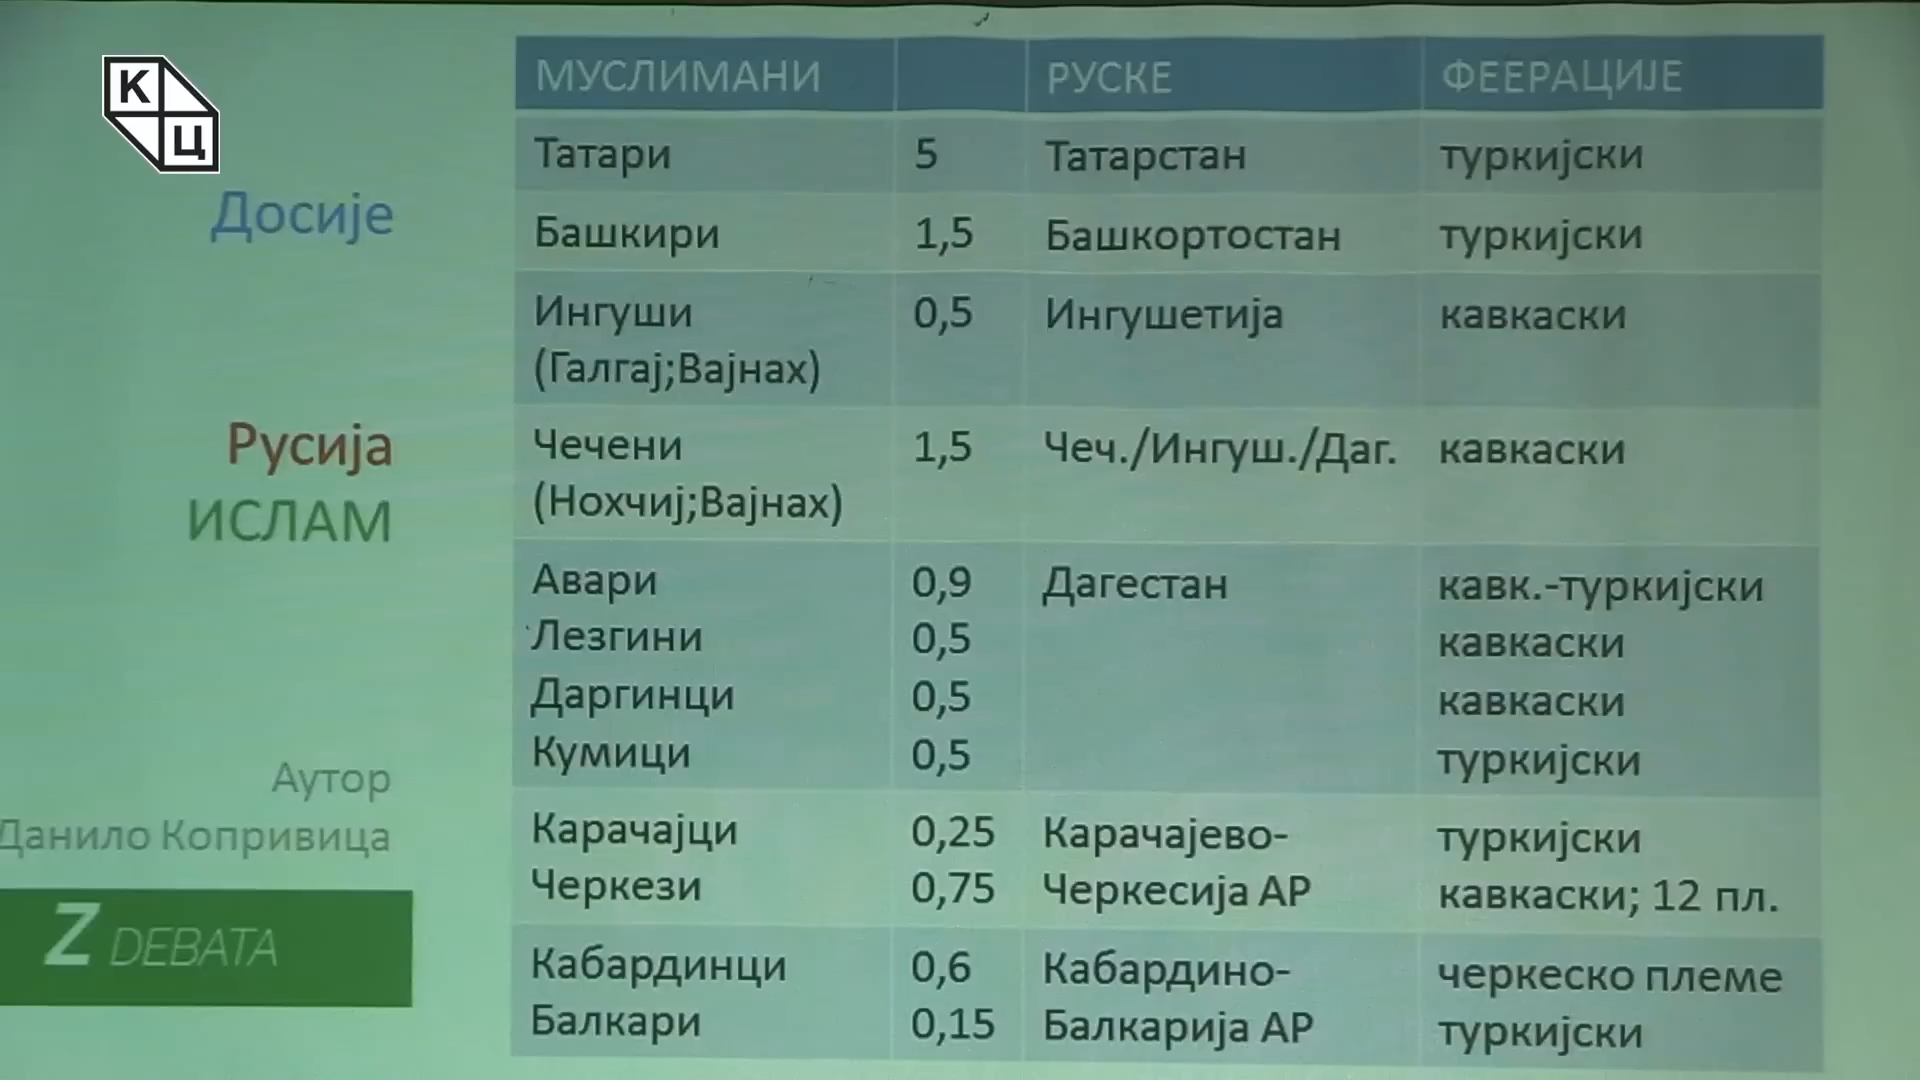 К
Ц
Досије
Русија
ИСЛАМ
Аутор
Данило Копривица
Z DEBATA
МУСЛИМАНИ РУСКЕ ФЕЕРАЦИЈЕ
Татари 5 Татарстан туркијски
Башкири 1,5 Башкортостан туркијски
Ингуши 0,5 Ингушетија кавкаски
(Галгај;Вајнах)
Чечени 1,5 Чеч./Ингуш./Даг. кавкаски
(Нохчиј;Вајнах)
Авари 0,9 Дагестан кавк.-туркијски
Лезгини 0,5 кавкаски
Даргинци 0,5 кавкаски
Кумици 0,5 туркијски
Карачајци 0,25 Карачајево- туркијски
Черкези 0,75 Черкесија АР кавкаски; 12 пл.
Кабардинци 0,6 Кабардино- черкеско племе
Балкари 0,15 Балкарија АР туркијски